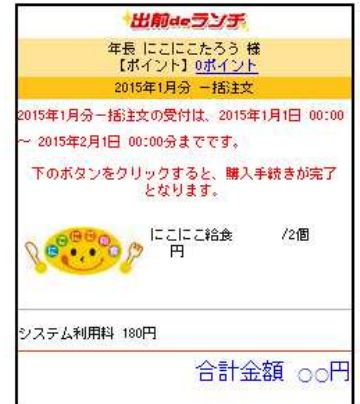 出前deランチ
年長 にこにこたろう 様
【ポイント】0ポイント
2015年1月分 一括注文
2015年1月分一括注文の受付は、2015年1月1日 00:00
～ 2015年2月1日 00:00分までです。
下のボタンをクリックすると、購入手続きが完了
となります。
にこにこ給食 /2個
円
システム利用料 180円
合計金額 ○○円